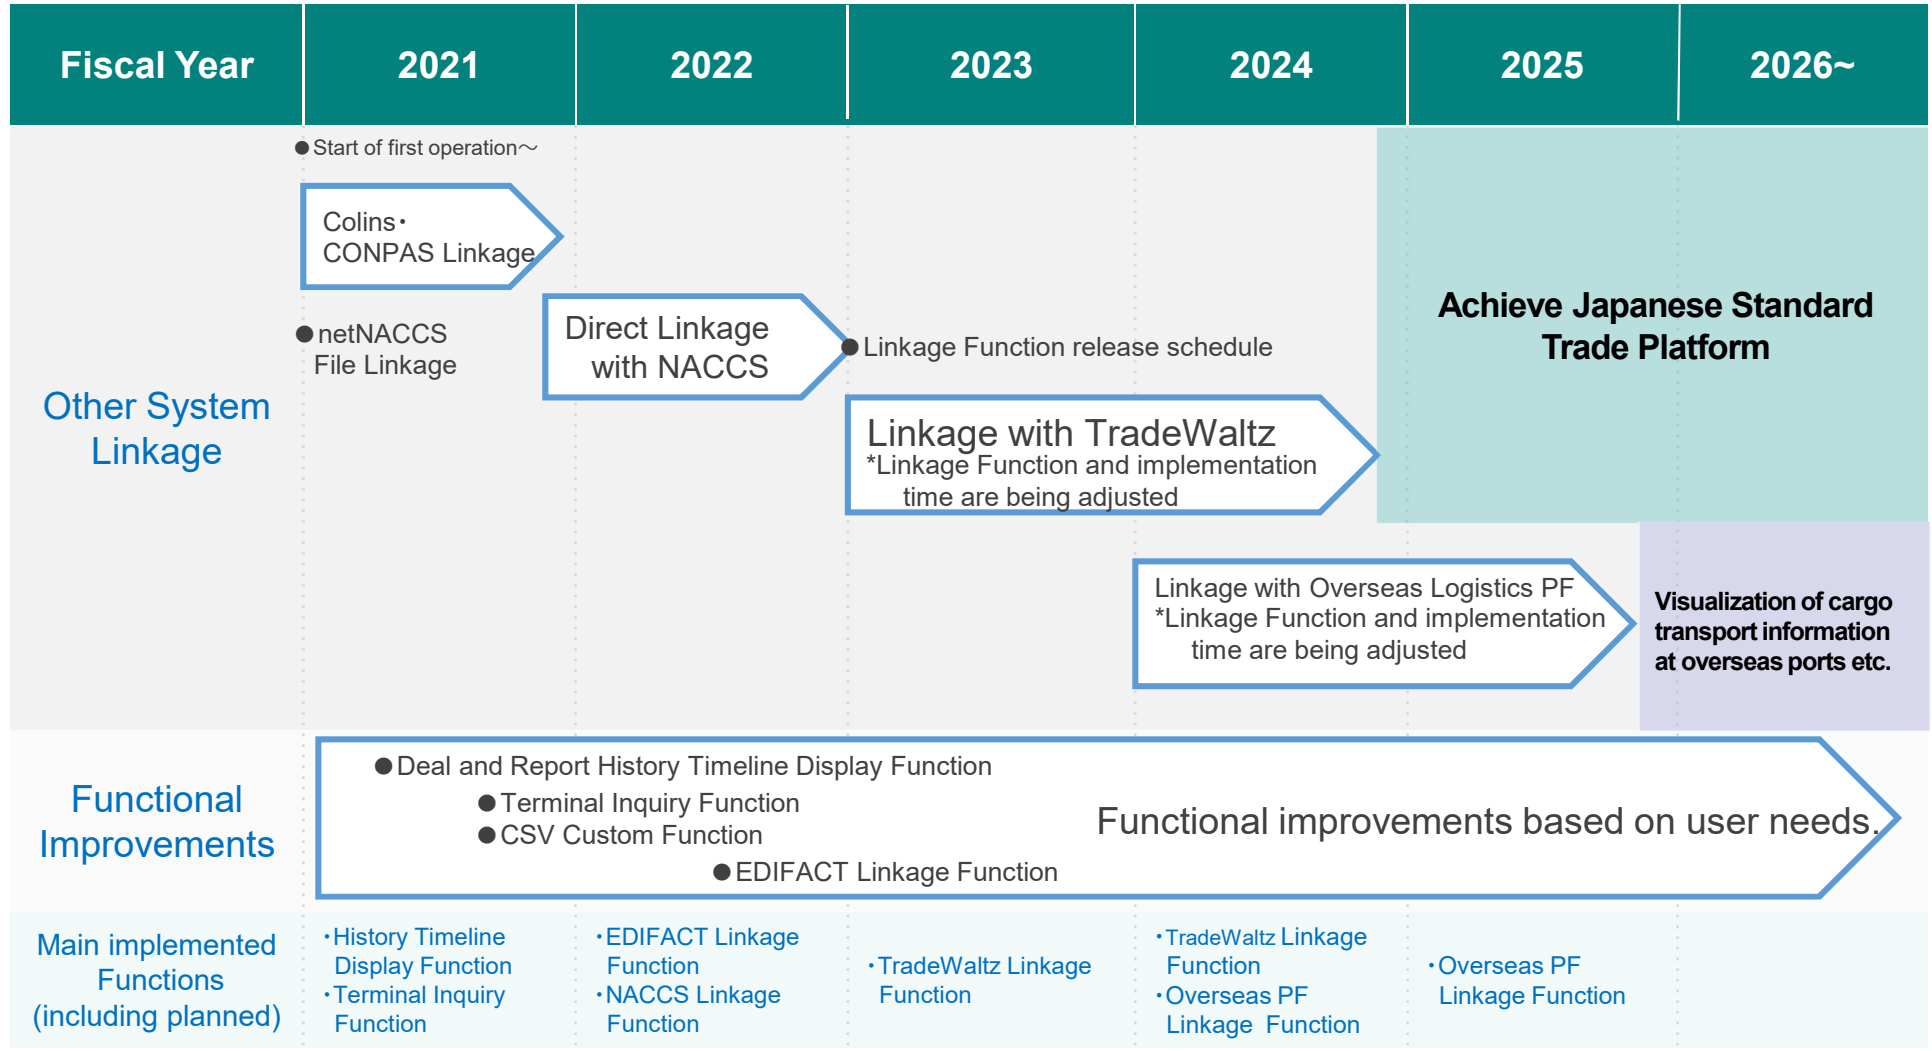 Fiscal Year
2021
2022
2023
2024
2025
2026~
●Start of first operation～
Colins・
CONPAS Linkage
●netNACCS
File Linkage
Direct Linkage
with NACCS
●Linkage Function release schedule
Other System
Linkage
Linkage with TradeWaltz
*Linkage Function and implementation
time are being adjusted
Achieve Japanese Standard
Trade Platform
Linkage with Overseas Logistics PF
*Linkage Function and implementation
time are being adjusted
Visualization of cargo
transport information
at overseas ports etc.
Functional
Improvements
●Deal and Report History Timeline Display Function
●Terminal Inquiry Function
●CSV Custom Function
●EDIFACT Linkage Function
Functional improvements based on user needs.
Main implemented
Functions
(including planned)
・History Timeline
Display Function
・Terminal Inquiry
Function
・EDIFACT Linkage
Function
・NACCS Linkage
Function
・TradeWaltz Linkage
Function
・TradeWaltz Linkage
Function
・Overseas PF
Linkage Function
・Overseas PF
Linkage Function